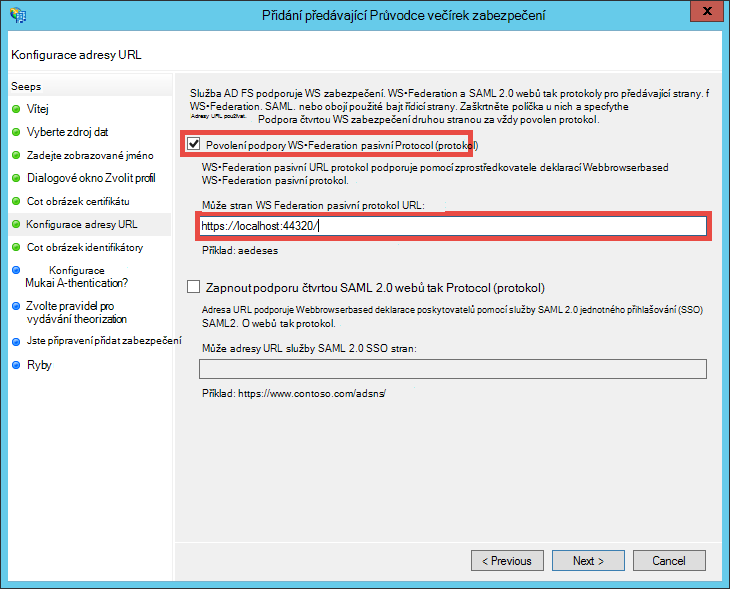 Přidání předávající Průvodce večírek zabezpečení
Konfigurace adresy URL
Seeps
Vítej
Vyberte zdroj dat
Zadejte zobrazované jméno
Dialogové okno Zvolit profil
Cot obrázek certifikátu
Konfigurace adresy URL
Cot obrázek identifikátory
Konfigurace
Mukai A-thentication?
Zvolte pravidel pro
vydávání theorization
Jste připravení přidat zabezpečení
Ryby
Služba AD FS podporuje WS zabezpečení. WS•Federation a SAML 2.0 webů tak protokoly pro předávající strany. f
WS•Federation. SAML. nebo obojí použité bajt řídicí strany. Zaškrtněte políčka u nich a specfythe
Adresy URL používat.
Podpora čtvrtou WS zabezpečení druhou stranou za vždy povolen protokol.
Povolení podpory WS•Federation pasivní Protocol (protokol)
WS•Federation pasivní URL protokol podporuje pomocí zprostředkovatele deklarací Webbrowserbased
WS•Federation pasivní protokol.
Může stran WS Federation pasivní protokol URL:
https://localhost:44320/
Příklad: aedeses
Zapnout podporu čtvrtou SAML 2.0 webů tak Protocol (protokol)
Adresa URL podporuje Webbrowserbased deklarace poskytovatelů pomocí služby SAML 2.0 jednotného přihlašování (SSO)
SAML2. O webů tak protokol.
Může adresy URL služby SAML 2.0 SSO stran:
Příklad: https://www.contoso.com/adsns/
< Previous
Next >
Cancel